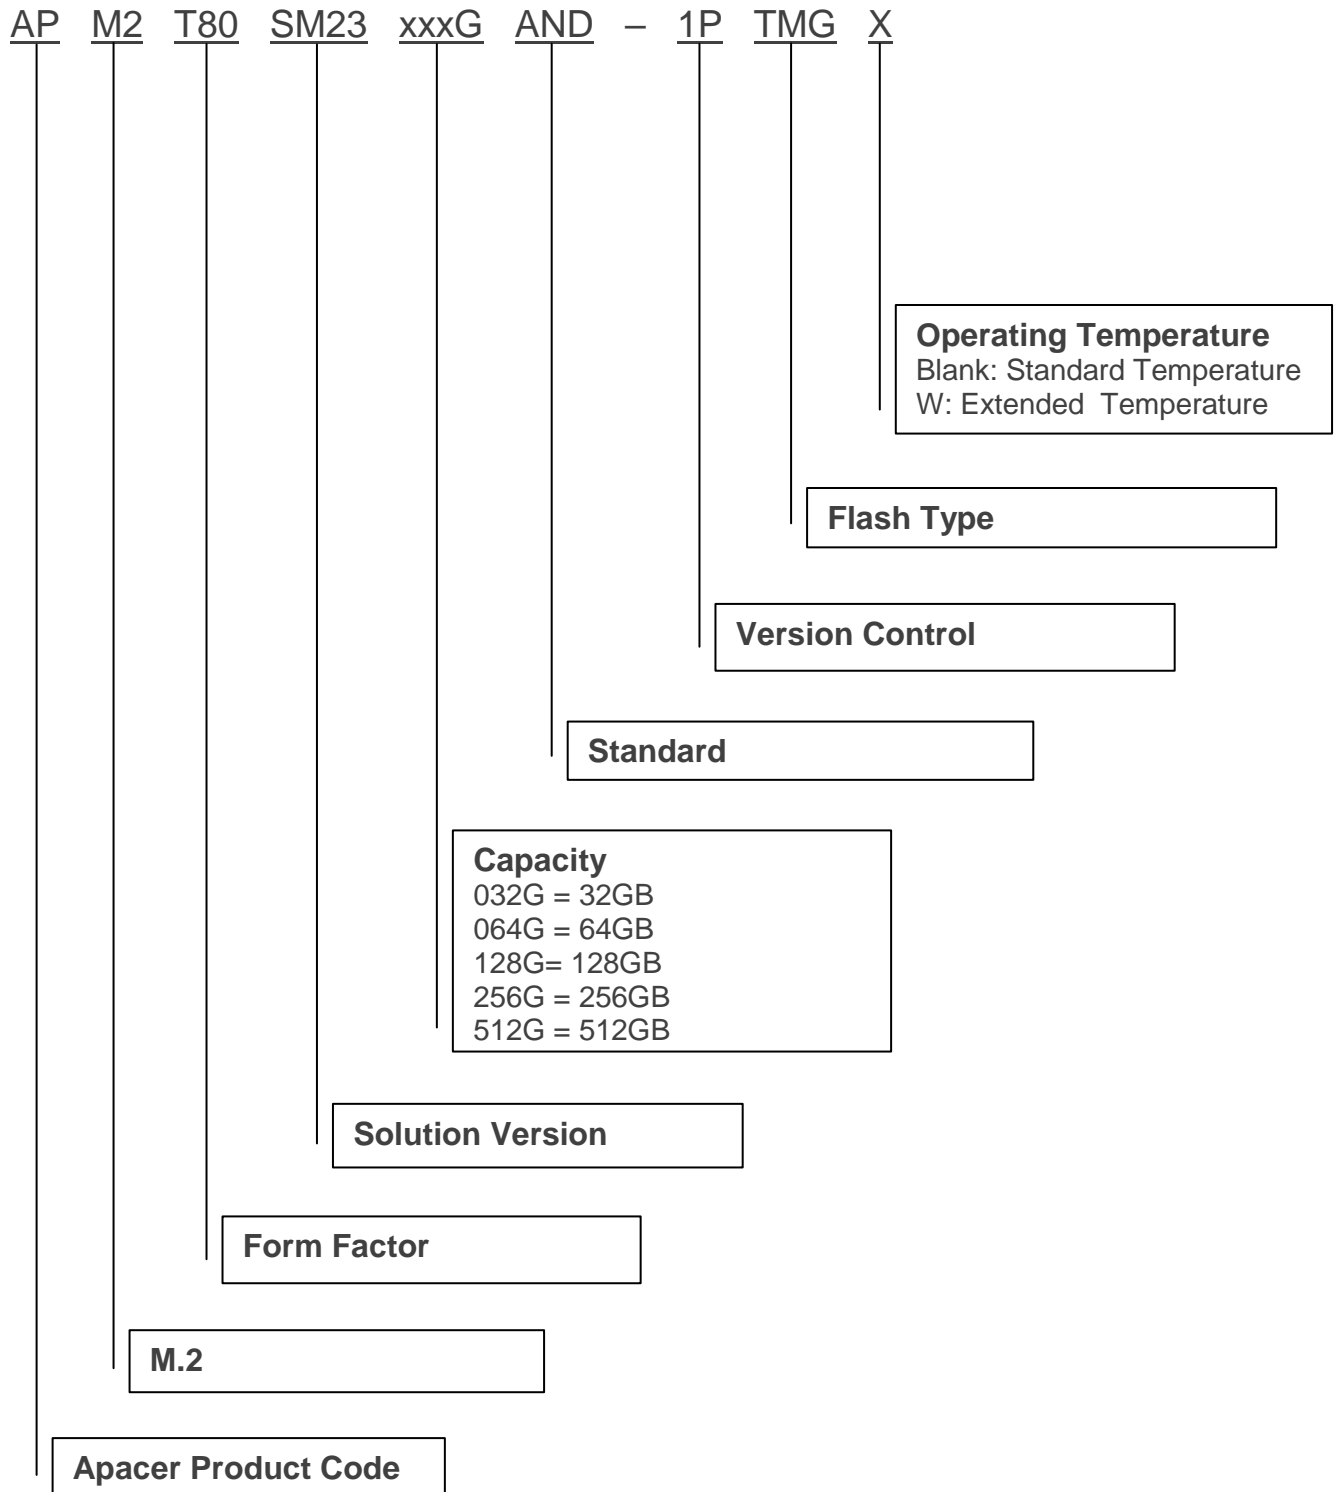 AP M2 T80 SM23 xxxG AND – 1P TMG X
Operating Temperature
Blank: Standard Temperature
W: Extended  Temperature
Flash Type
Version Control
Standard
Capacity
032G = 32GB
064G = 64GB
128G= 128GB
256G = 256GB
512G = 512GB
Solution Version
Form Factor
M.2
Apacer Product Code